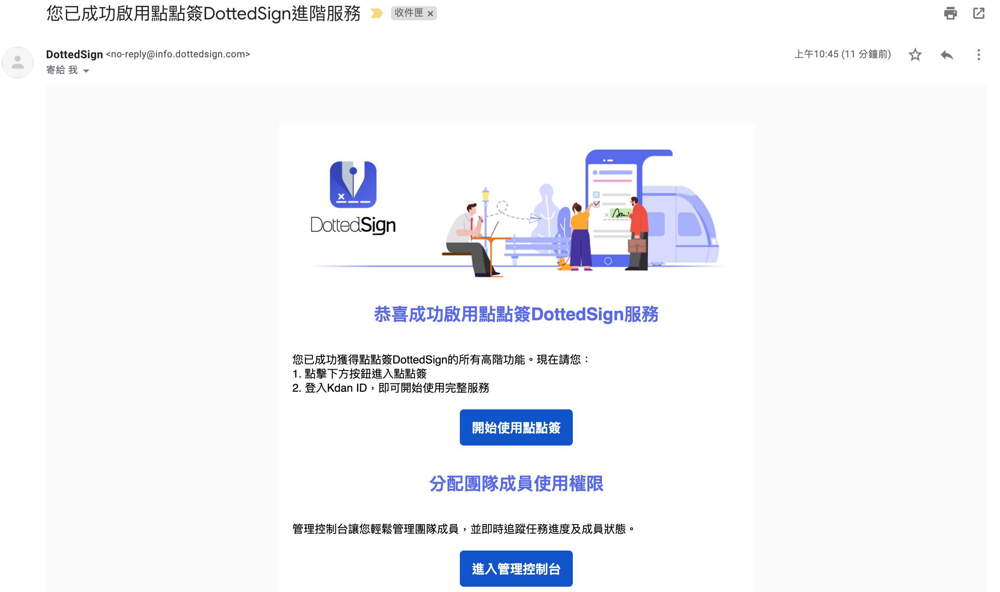 您已成功啟用點點簽DottedSign進階服務 收件匣 ×
DottedSign <no-reply@info.dottedsign.com> 上午10:45 (11 分鐘前)
寄給 我
DottedSign
恭喜成功啟用點點簽DottedSign服務
您已成功獲得點點簽DottedSign的所有高階功能。現在請您：
1. 點擊下方按鈕進入點點簽
2. 登入Kdan ID，即可開始使用完整服務
開始使用點點簽
分配團隊成員使用權限
管理控制台讓您輕鬆管理團隊成員，並即時追蹤任務進度及成員狀態。
進入管理控制台